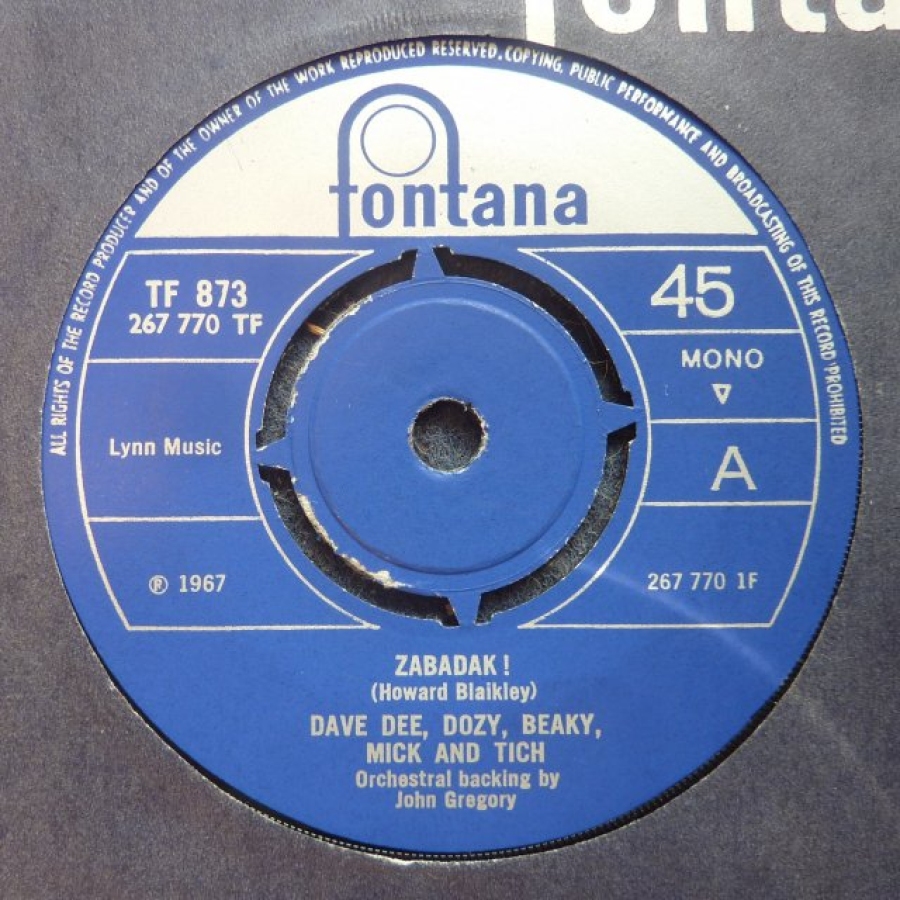 fonta
ALL RIGHTS OF THE RECORD PRODUCER AND OF THE OWNER OF THE WORK REPRODUCED RESERVED. COPYING, PUBLIC PERFORMANCE AND BROADCASTING OF THIS RECORD PROHIBITED
fontana
TF 873
267 770 TF
Lynn Music
℗ 1967
45
MONO
A
267 770 1F
ZABADAK!
(Howard Blaikley)
DAVE DEE, DOZY, BEAKY,
MICK AND TICH
Orchestral backing by
John Gregory